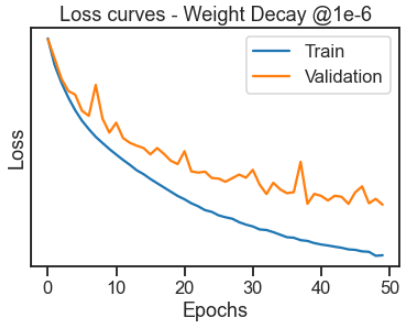 Loss curves - Weight Decay @1e-6
Train
Validation
Loss
0 10 20 30 40 50
Epochs